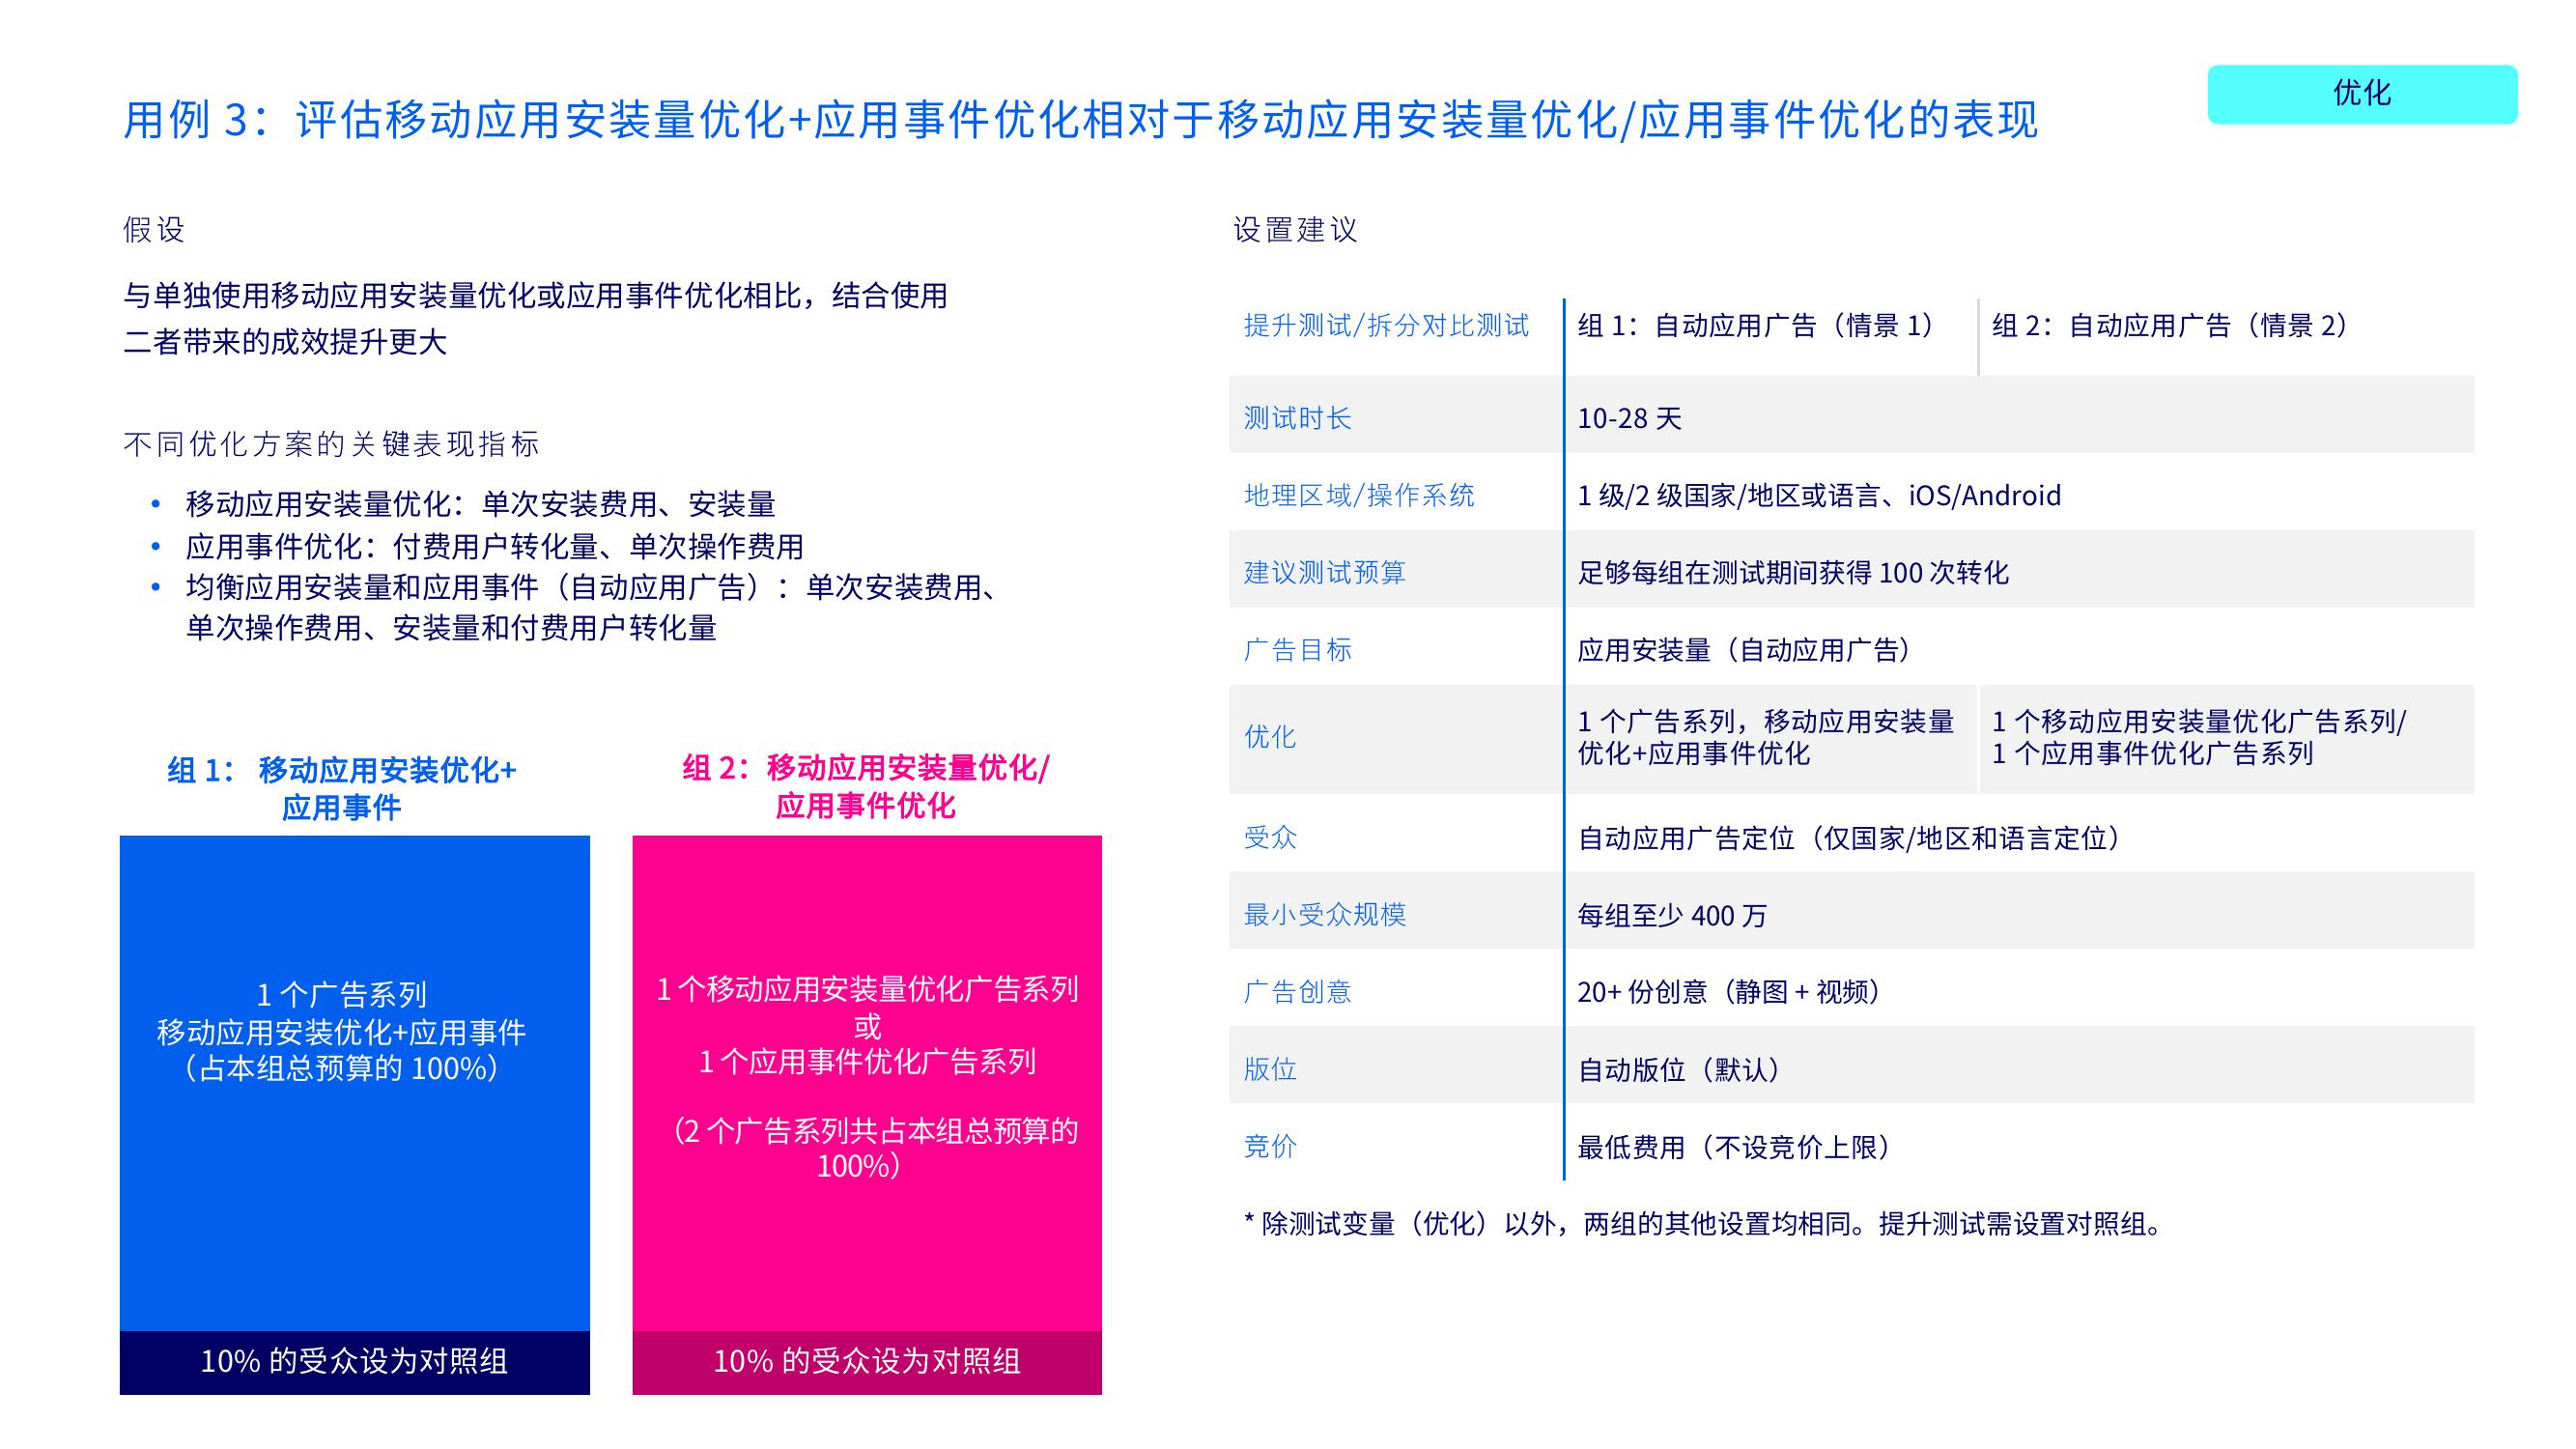 优化
用例 3：评估移动应用安装量优化+应用事件优化相对于移动应用安装量优化/应用事件优化的表现
假设
与单独使用移动应用安装量优化或应用事件优化相比，结合使用
二者带来的成效提升更大
不同优化方案的关键表现指标
• 移动应用安装量优化：单次安装费用、安装量
• 应用事件优化：付费用户转化量、单次操作费用
• 均衡应用安装量和应用事件（自动应用广告）：单次安装费用、
单次操作费用、安装量和付费用户转化量
组 1： 移动应用安装优化+
应用事件
1 个广告系列
移动应用安装优化+应用事件
（占本组总预算的 100%）
10% 的受众设为对照组
组 2：移动应用安装量优化/
应用事件优化
1 个移动应用安装量优化广告系列
或
1 个应用事件优化广告系列
（2 个广告系列共占本组总预算的
100%）
10% 的受众设为对照组
设置建议
提升测试/拆分对比测试 组 1：自动应用广告（情景 1） 组 2：自动应用广告（情景 2）
测试时长 10-28 天
地理区域/操作系统 1 级/2 级国家/地区或语言、iOS/Android
建议测试预算 足够每组在测试期间获得 100 次转化
广告目标 应用安装量（自动应用广告）
优化
1 个广告系列，移动应用安装量
优化+应用事件优化
1 个移动应用安装量优化广告系列/
1 个应用事件优化广告系列
受众 自动应用广告定位（仅国家/地区和语言定位）
最小受众规模 每组至少 400 万
广告创意 20+ 份创意（静图 + 视频）
版位 自动版位（默认）
竞价 最低费用（不设竞价上限）
* 除测试变量（优化）以外，两组的其他设置均相同。提升测试需设置对照组。